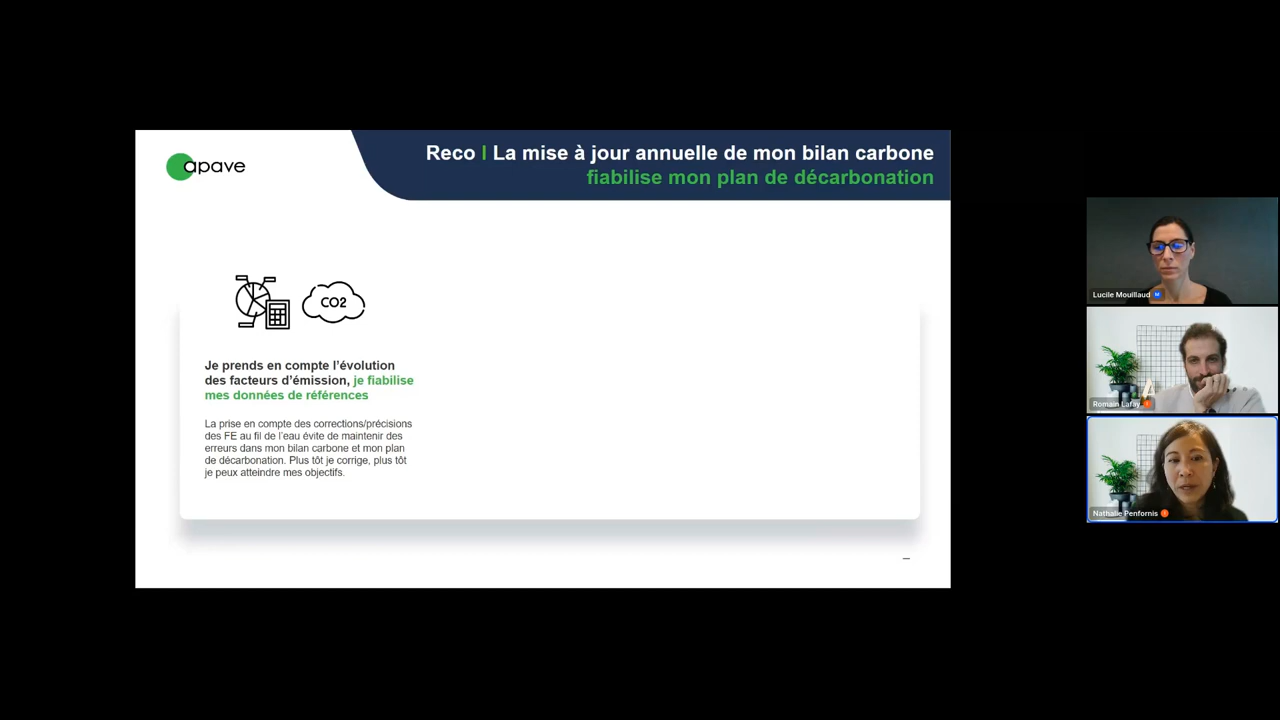 apave
Reco I La mise à jour annuelle de mon bilan carbone
fiabilise mon plan de décarbonation
CO2
Je prends en compte l'évolution
des facteurs d'émission, je fiabilise
mes données de références
La prise en compte des corrections/précisions
des FE au fil de l'eau évite de maintenir des
erreurs dans mon bilan carbone et mon plan
de décarbonation. Plus tôt je corrige, plus tôt
je peux atteindre mes objectifs.
Lucile Mouillaud
Romain Lafay
Nathalie Penfornis